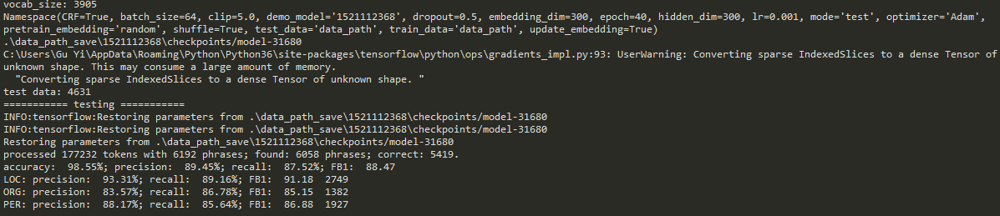 vocab_size: 3905
Namespace(CRF=True, batch_size=64, clip=5.0, demo_model='1521112368', dropout=0.5, embedding_dim=300, epoch=40, hidden_dim=300, lr=0.001, mode='test', optimizer='Adam',
pretrain_embedding='random', shuffle=True, test_data='data_path', train_data='data_path', update_embedding=True)
.\data_path_save\1521112368\checkpoints/model-31680
C:\Users\Gu Yi\AppData\Roaming\Python\Python36\site-packages\tensorflow\python\ops\gradients_impl.py:93: UserWarning: Converting sparse IndexedSlices to a dense Tensor of
unknown shape. This may consume a large amount of memory.
  "Converting sparse IndexedSlices to a dense Tensor of unknown shape. "
test data: 4631
=========== testing ===========
INFO:tensorflow:Restoring parameters from .\data_path_save\1521112368\checkpoints/model-31680
INFO:tensorflow:Restoring parameters from .\data_path_save\1521112368\checkpoints/model-31680
Restoring parameters from .\data_path_save\1521112368\checkpoints/model-31680
processed 177232 tokens with 6192 phrases; found: 6058 phrases; correct: 5419.
accuracy:  98.55%; precision:  89.45%; recall:  87.52%; FB1:  88.47
LOC: precision:  93.31%; recall:  89.16%; FB1:  91.18  2749
ORG: precision:  83.57%; recall:  86.78%; FB1:  85.15  1382
PER: precision:  88.17%; recall:  85.64%; FB1:  86.88  1927